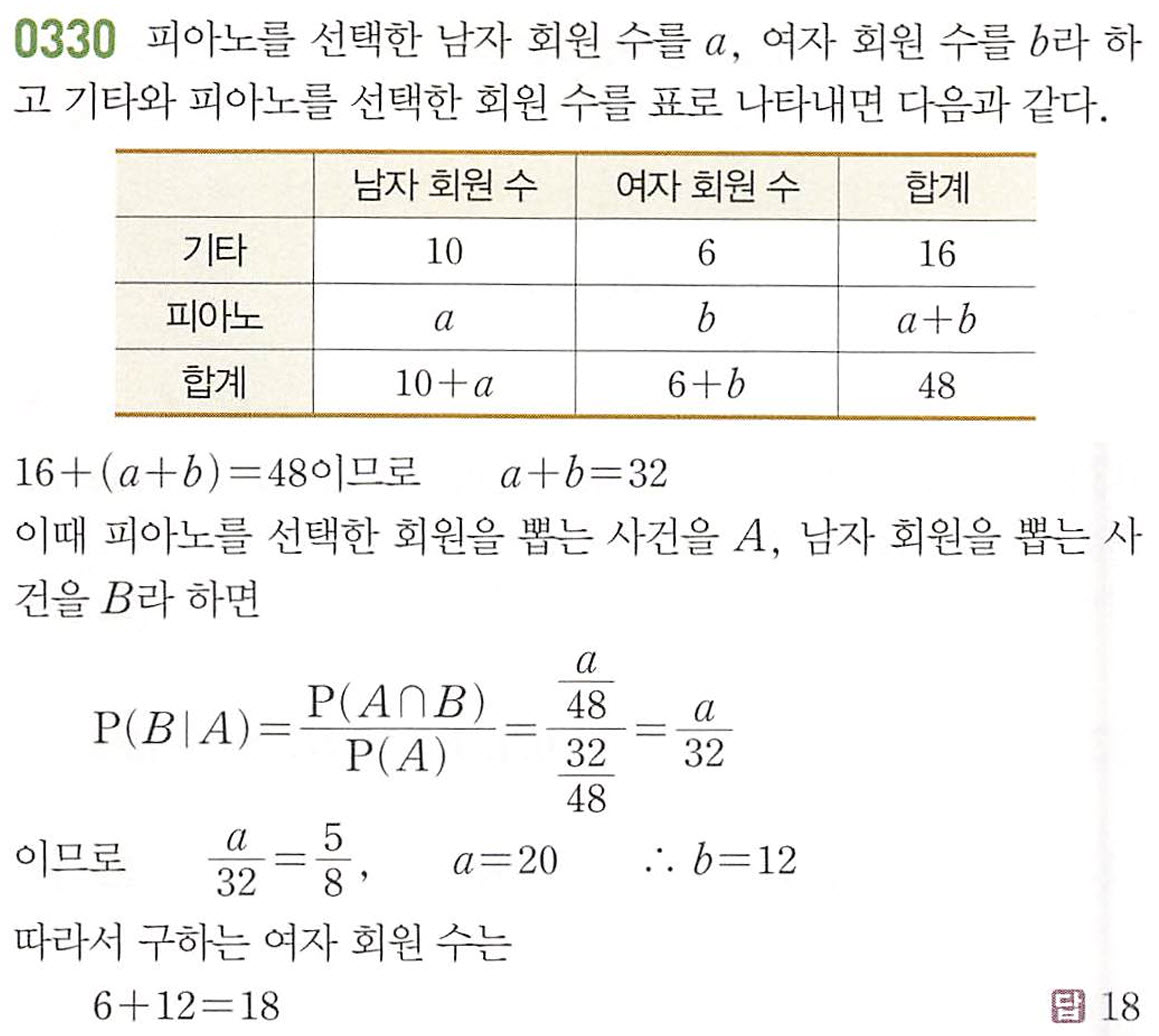 0330 피아노를 선택한 남자 회원 수를 a, 여자 회원 수를 b라 하
고 기타와 피아노를 선택한 회원 수를 표로 나타내면 다음과 같다.
남자 회원 수 여자 회원 수 합계
기타 10 6 16
피아노 a b a+b
합계 10+a 6+b 48
16+(a+b)=48이므로 a+b=32
이때 피아노를 선택한 회원을 뽑는 사건을 A, 남자 회원을 뽑는 사
건을 B라 하면
P(B|A)=\frac{P(A∩B)}{P(A)}=\frac{\frac{a}{48}}{\frac{32}{48}}=\frac{a}{32}
이므로 \frac{a}{32}=\frac{5}{8}, a=20 ∴ b=12
따라서 구하는 여자 회원 수는
6+12=18 답 18